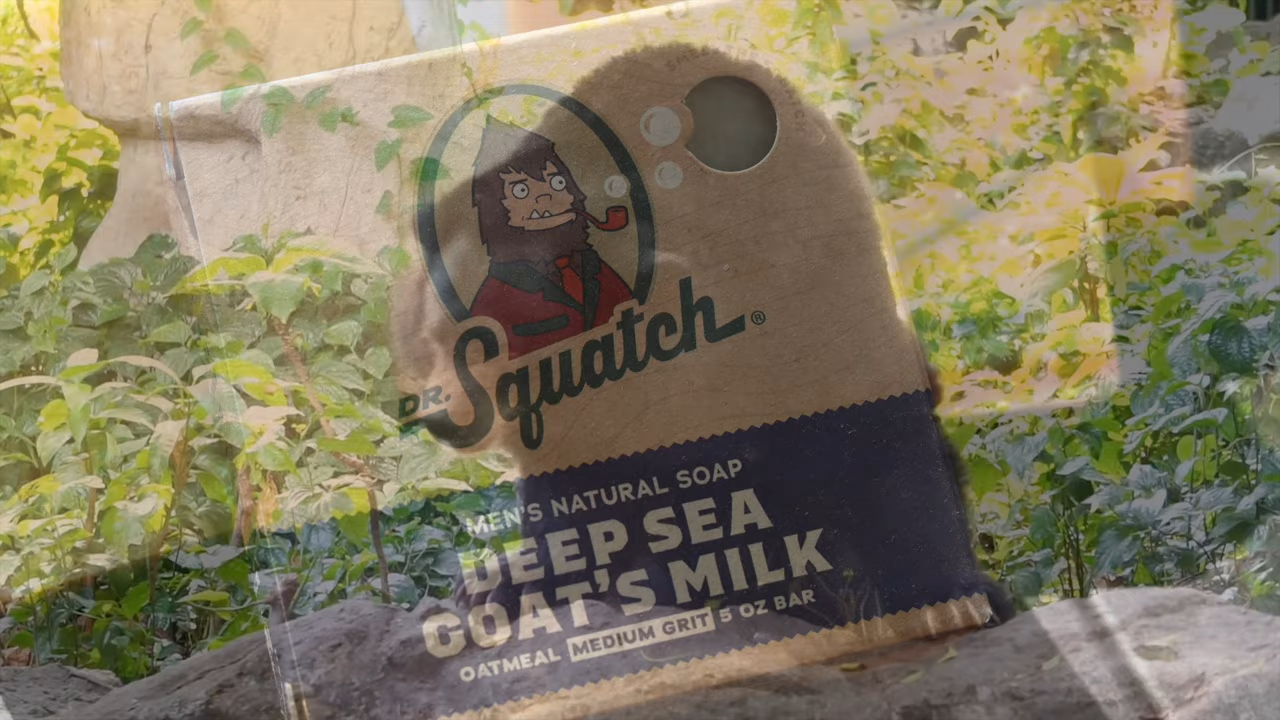 DR. Squatch®
MEN'S NATURAL SOAP
DEEP SEA
GOAT'S MILK
OATMEAL MEDIUM GRIT 5 OZ BAR